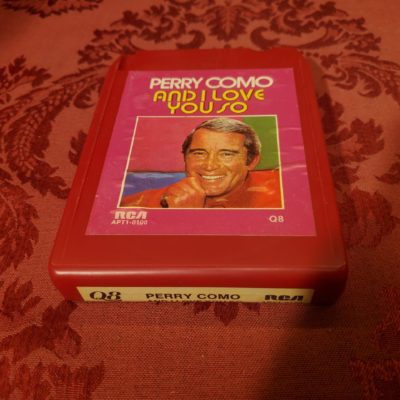 PERRY COMO
AND I LOVE
YOU SO
RCA
APT1-0100
Q8
Q8 PERRY COMO RCA